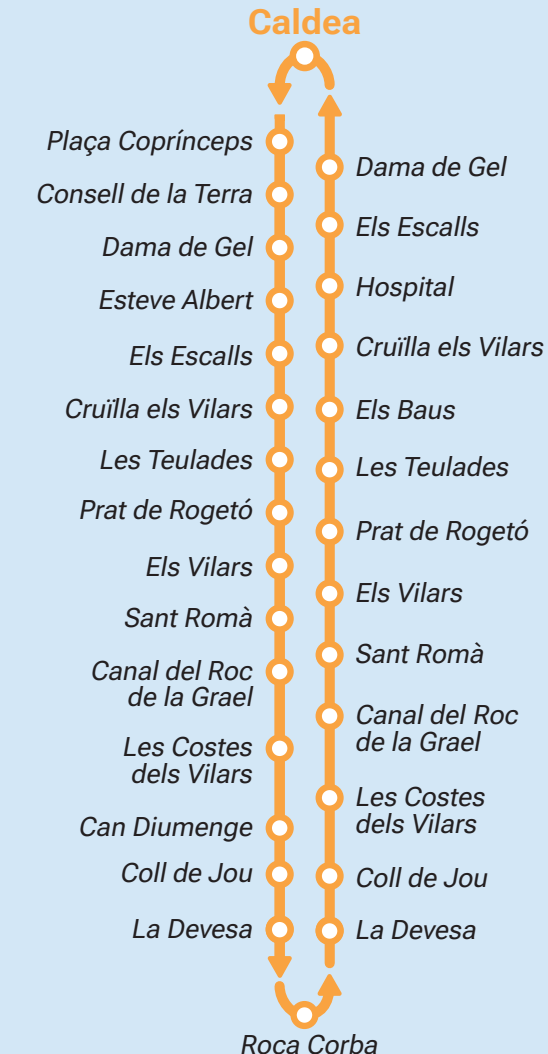 Caldea
Plaça Coprínceps
Consell de la Terra
Dama de Gel
Esteve Albert
Els Escalls
Cruïlla els Vilars
Les Teulades
Prat de Rogetó
Els Vilars
Sant Romà
Canal del Roc
de la Grael
Les Costes
dels Vilars
Can Diumenge
Coll de Jou
La Devesa
Dama de Gel
Els Escalls
Hospital
Cruïlla els Vilars
Els Baus
Les Teulades
Prat de Rogetó
Els Vilars
Sant Romà
Canal del Roc
de la Grael
Les Costes
dels Vilars
Coll de Jou
La Devesa
Roca Corba